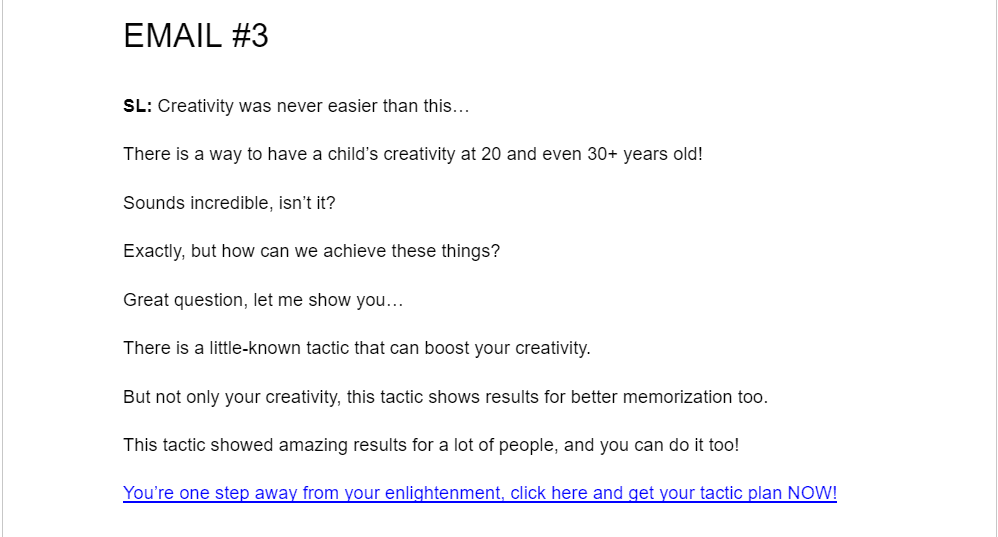 EMAIL #3
SL: Creativity was never easier than this…
There is a way to have a child’s creativity at 20 and even 30+ years old!
Sounds incredible, isn’t it?
Exactly, but how can we achieve these things?
Great question, let me show you…
There is a little-known tactic that can boost your creativity.
But not only your creativity, this tactic shows results for better memorization too.
This tactic showed amazing results for a lot of people, and you can do it too!
You’re one step away from your enlightenment, click here and get your tactic plan NOW!